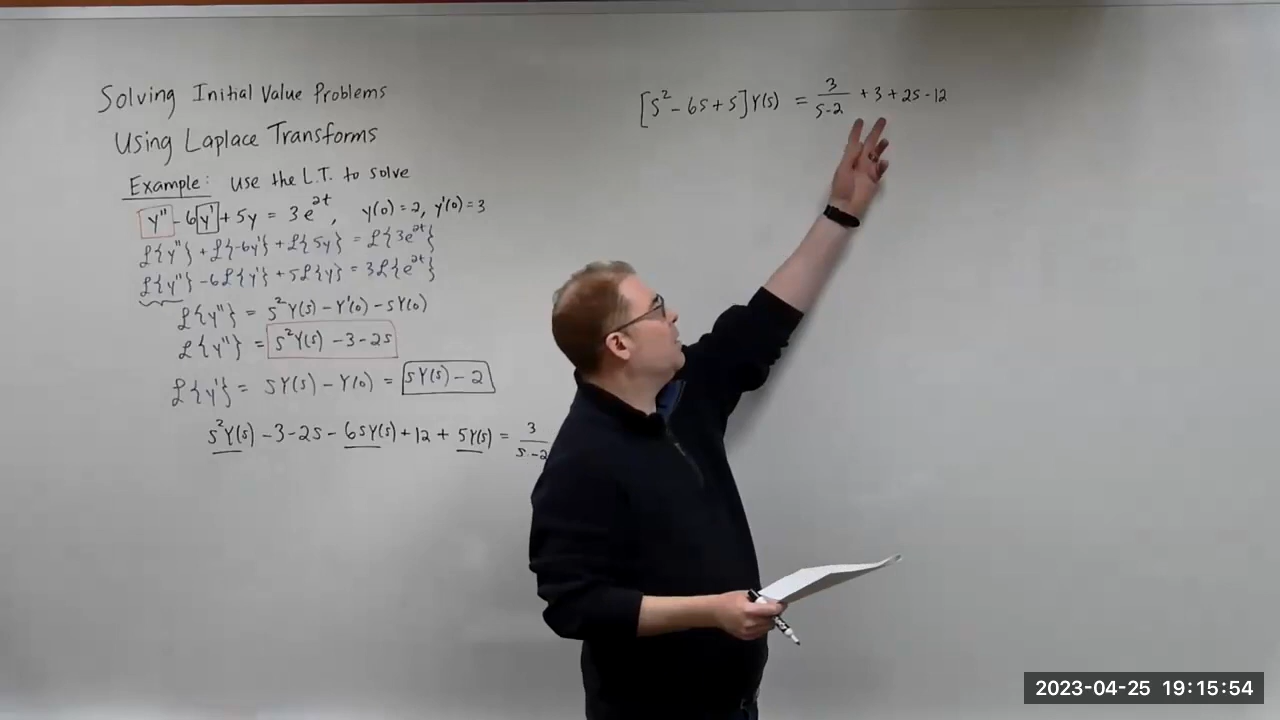 Solving Initial Value Problems
Using Laplace Transforms
Example: Use the L.T. to solve
y'' - 6y' + 5y = 3e^{2t}, y(0) = 2, y'(0) = 3
ℒ{y''} + ℒ{-6y'} + ℒ{5y} = ℒ{3e^{2t}}
ℒ{y''} - 6ℒ{y'} + 5ℒ{y} = 3ℒ{e^{2t}}
ℒ{y''} = s²Y(s) - Y'(0) - sY(0)
ℒ{y''} = s²Y(s) - 3 - 2s
ℒ{y'} = sY(s) - Y(0) = sY(s) - 2
s²Y(s) - 3 - 2s - 6sY(s) + 12 + 5Y(s) = 3/(s-2)
[s² - 6s + 5]Y(s) = 3/(s-2) + 3 + 2s - 12
2023-04-25 19:15:54